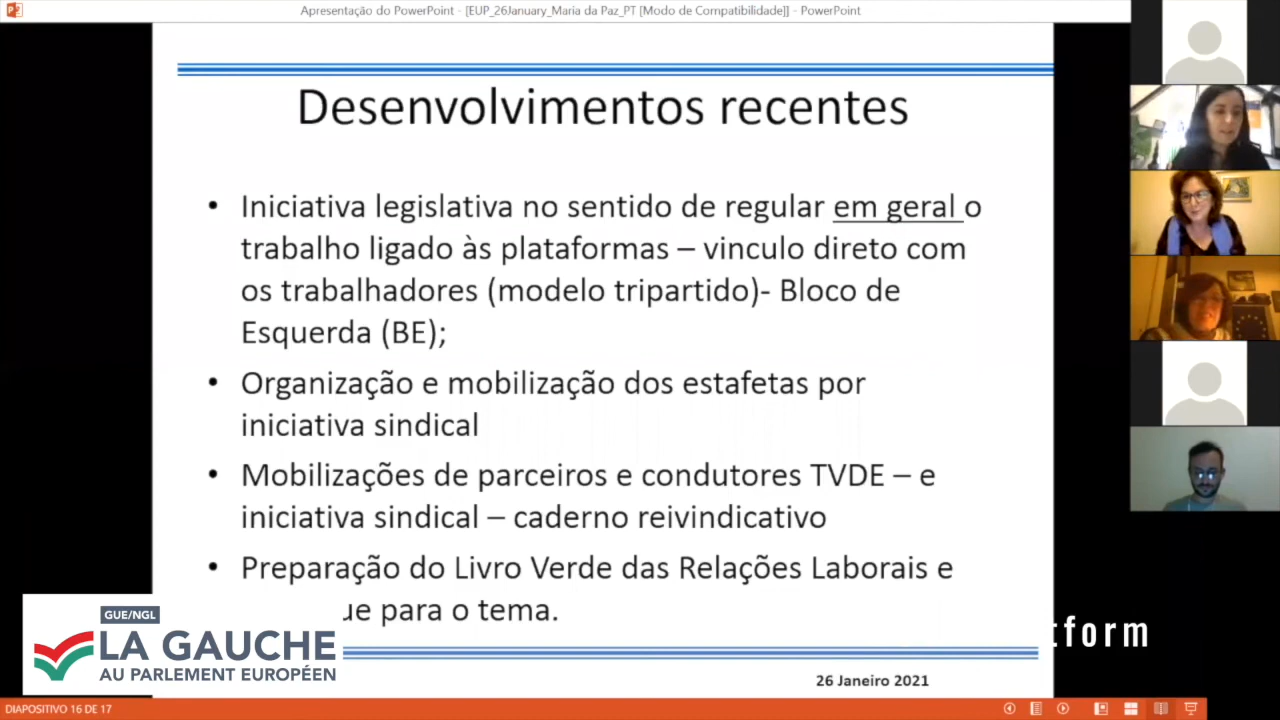 Apresentação do PowerPoint - [EUP_26January_Maria da Paz_PT [Modo de Compatibilidade]] - PowerPoint
Desenvolvimentos recentes
• Iniciativa legislativa no sentido de regular em geral o
trabalho ligado às plataformas – vinculo direto com
os trabalhadores (modelo tripartido)- Bloco de
Esquerda (BE);
• Organização e mobilização dos estafetas por
iniciativa sindical
• Mobilizações de parceiros e condutores TVDE – e
iniciativa sindical – caderno reivindicativo
• Preparação do Livro Verde das Relações Laborais e
ue para o tema.
GUE/NGL
LA GAUCHE
AU PARLEMENT EUROPÉEN
tform
26 Janeiro 2021
DIAPOSITIVO 16 DE 17